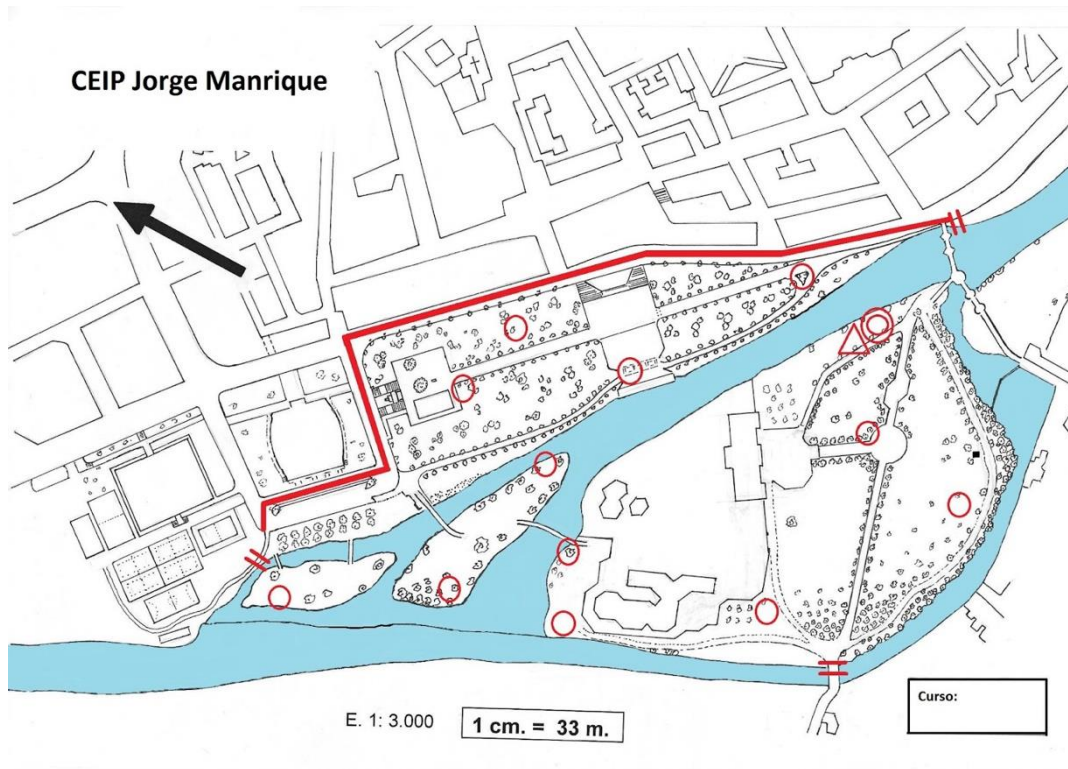 CEIP Jorge Manrique
E. 1: 3.000
1 cm. = 33 m.
Curso: